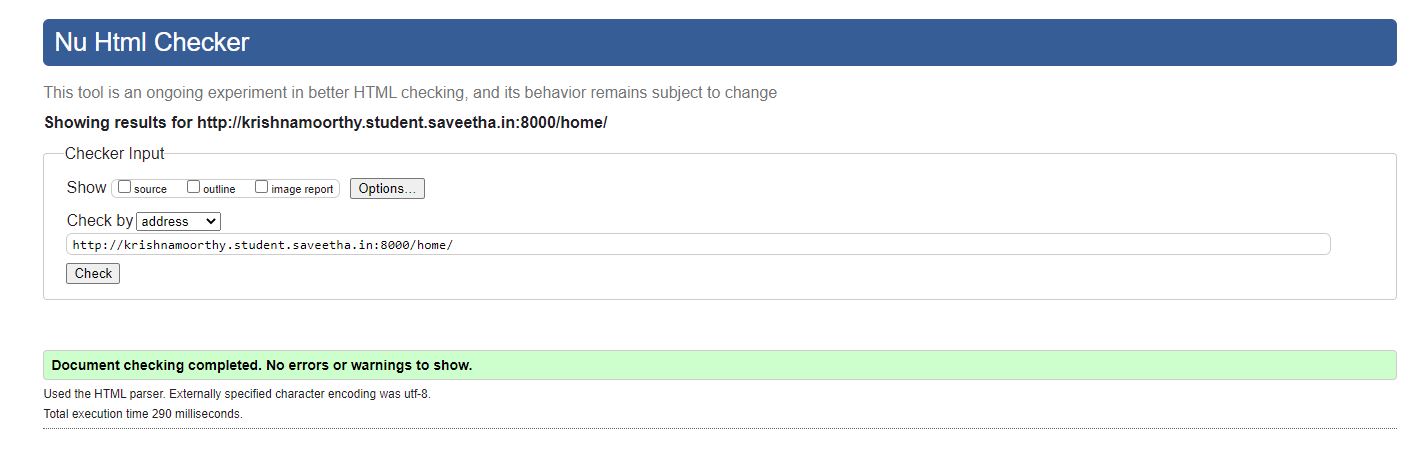 Nu Html Checker
This tool is an ongoing experiment in better HTML checking, and its behavior remains subject to change
Showing results for http://krishnamoorthy.student.saveetha.in:8000/home/
Checker Input
Show source outline image report Options...
Check by address
http://krishnamoorthy.student.saveetha.in:8000/home/
Check
Document checking completed. No errors or warnings to show.
Used the HTML parser. Externally specified character encoding was utf-8.
Total execution time 290 milliseconds.